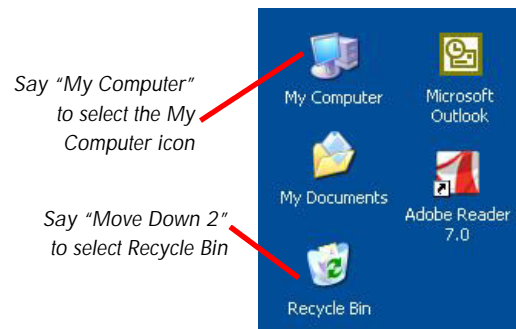 Say “My Computer”
to select the My
Computer icon
Say “Move Down 2”
to select Recycle Bin
My Computer
Microsoft
Outlook
My Documents
Adobe Reader
7.0
Recycle Bin